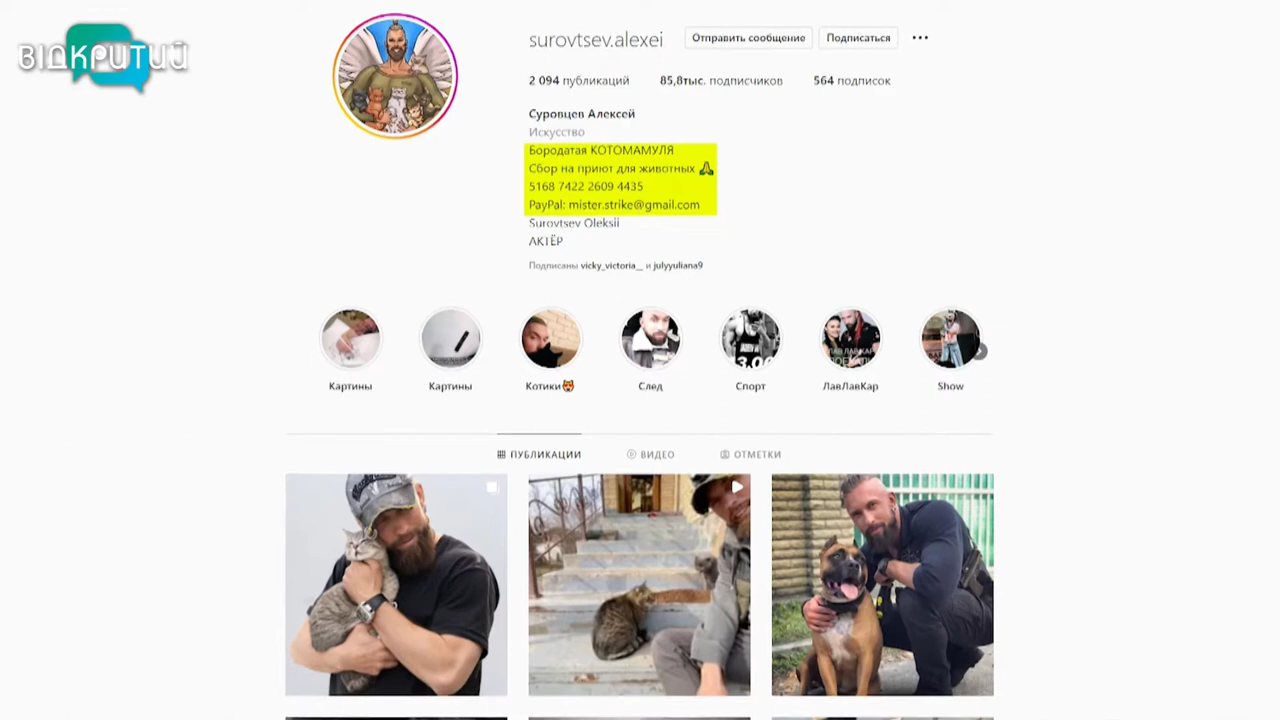 ВІДКРИТИЙ
surovtsev.alexei
Отправить сообщение
Подписаться
2 094 публикаций
85,8тыс. подписчиков
564 подписок
Суровцев Алексей
Искусство
Бородатая КОТОМАМУЛЯ
Сбор на приют для животных 🙏
5168 7422 2609 4435
PayPal: mister.strike@gmail.com
Surovtsev Oleksii
АКТЁР
Подписаны vicky_victoria__ и julyyuliana9
Картины
Картины
Котики😻
След
Спорт
ЛавЛавКар
Show
ПУБЛИКАЦИИ
ВИДЕО
ОТМЕТКИ